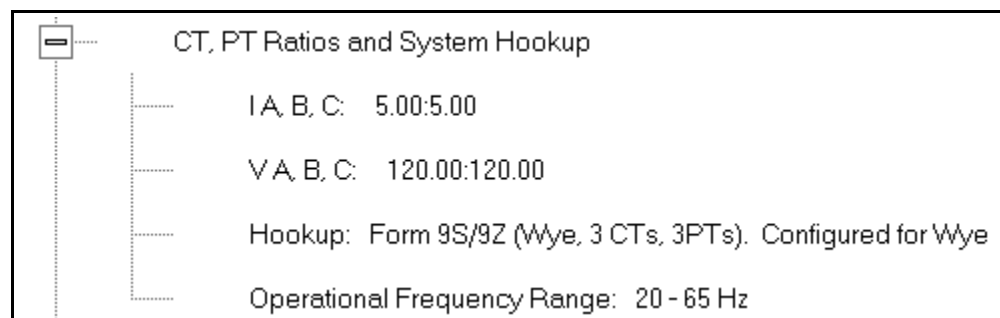 CT, PT Ratios and System Hookup
I A, B, C: 5.00:5.00
V A, B, C: 120.00:120.00
Hookup: Form 9S/9Z (Wye, 3 CTs, 3PTs). Configured for Wye
Operational Frequency Range: 20 - 65 Hz